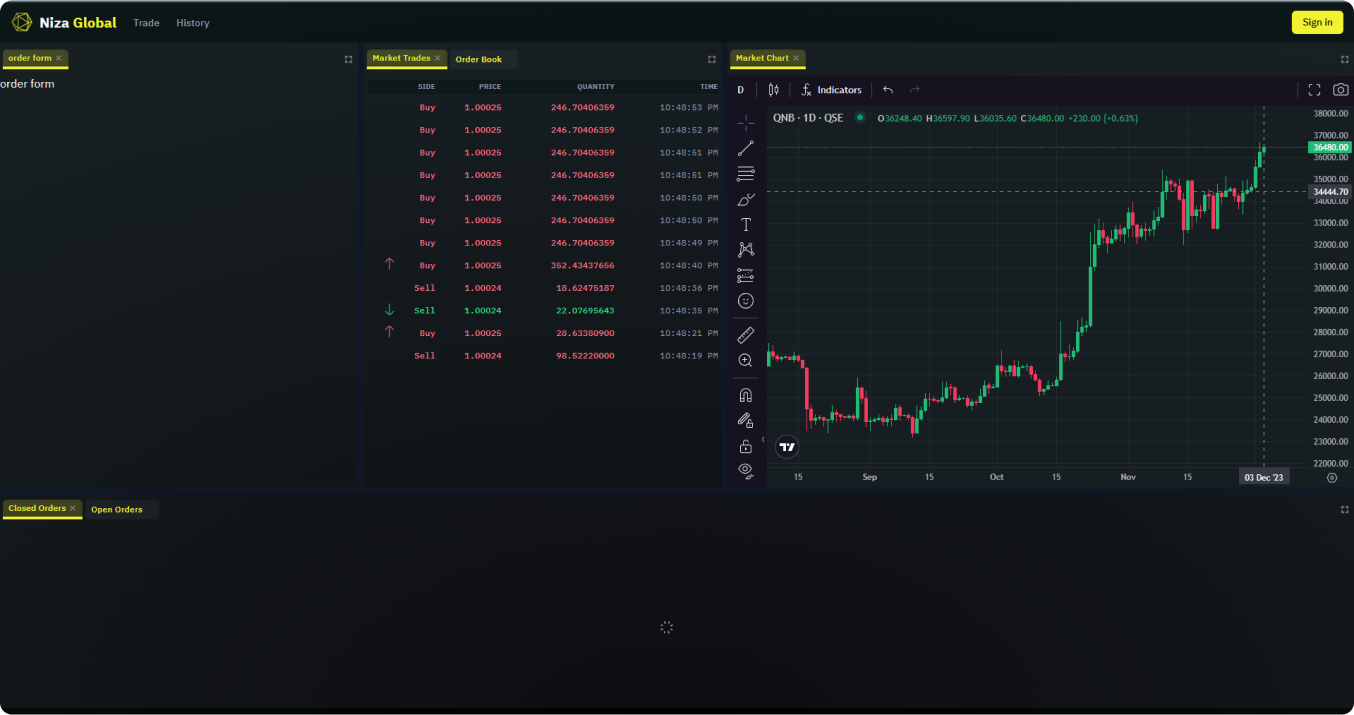 Niza Global Trade History Sign in
order form
order form
Market Trades Order Book
SIDE PRICE QUANTITY TIME
Buy 1.00025 246.70406359 10:48:53 PM
Buy 1.00025 246.70406359 10:48:52 PM
Buy 1.00025 246.70406359 10:48:51 PM
Buy 1.00025 246.70406359 10:48:51 PM
Buy 1.00025 246.70406359 10:48:50 PM
Buy 1.00025 246.70406359 10:48:50 PM
Buy 1.00025 246.70406359 10:48:49 PM
Buy 1.00025 352.43437656 10:48:40 PM
Sell 1.00024 18.62475187 10:48:36 PM
Sell 1.00024 22.07695643 10:48:35 PM
Buy 1.00025 28.63380900 10:48:21 PM
Sell 1.00024 98.52220000 10:48:19 PM
Market Chart
D Indicators
QNB · 1D · QSE O36248.40 H36597.90 L36035.60 C36480.00 +230.00 (+0.63%)
38000.00
37000.00
36480.00
36000.00
35000.00
34444.70
34000.00
33000.00
32000.00
31000.00
30000.00
29000.00
28000.00
27000.00
26000.00
25000.00
24000.00
23000.00
22000.00
15 Sep 15 Oct 15 Nov 15 03 Dec '23
Closed Orders Open Orders